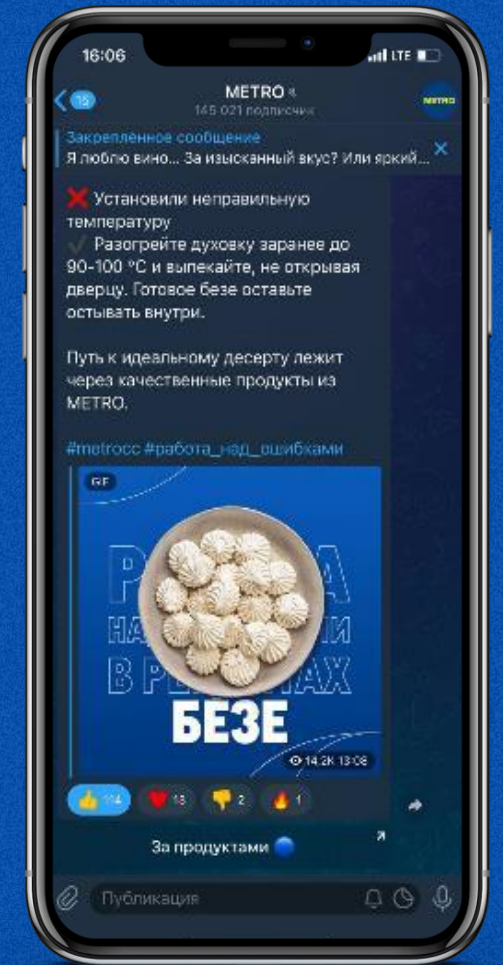 16:06
LTE
15
METRO
145 021 подписчик
METRO
Закреплённое сообщение
Я люблю вино... За изысканный вкус? Или яркий...
❌ Установили неправильную
температуру
✔ Разогрейте духовку заранее до
90-100 °С и выпекайте, не открывая
дверцу. Готовое безе оставьте
остывать внутри.
Путь к идеальному десерту лежит
через качественные продукты из
METRO.
#metrocc #работа_над_ошибками
GIF
БЕЗЕ
14,2K 13:08
👍 114 ❤ 13 👎 2 🔥 1
За продуктами 🔵
Публикация